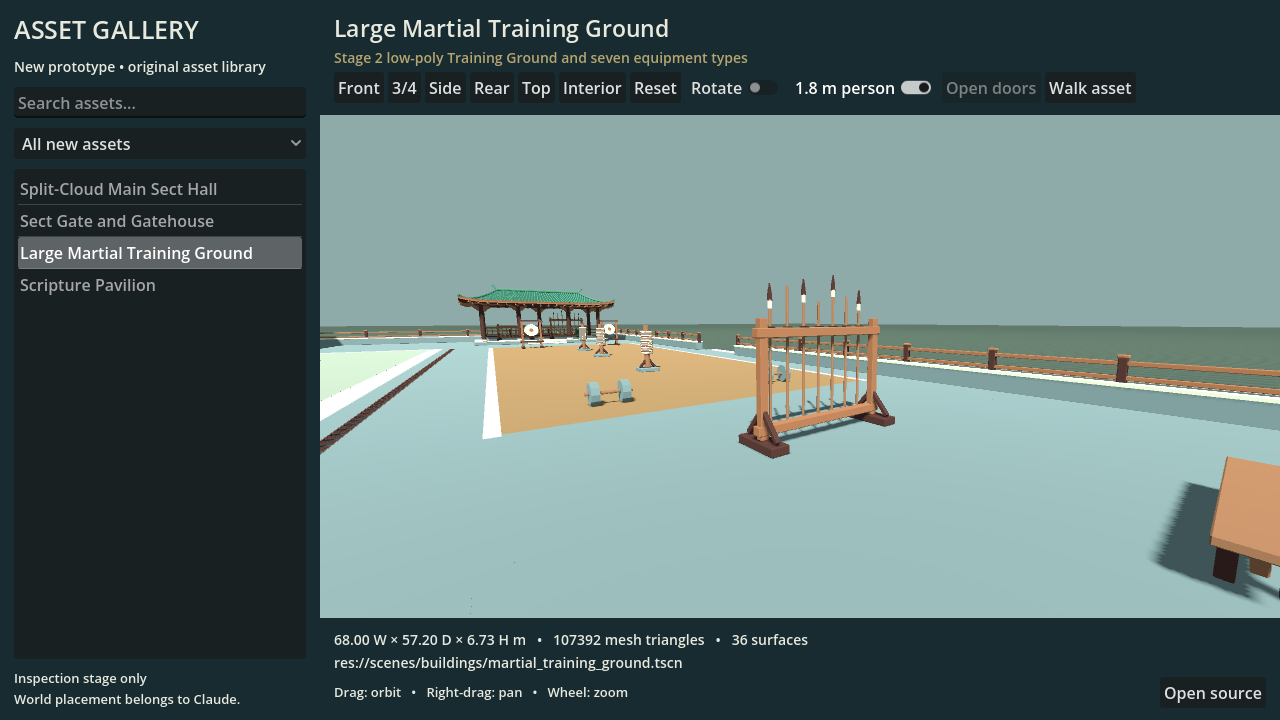 ASSET GALLERY
New prototype • original asset library
Search assets...
All new assets
Split-Cloud Main Sect Hall
Sect Gate and Gatehouse
Large Martial Training Ground
Scripture Pavilion
Inspection stage only
World placement belongs to Claude.
Large Martial Training Ground
Stage 2 low-poly Training Ground and seven equipment types
Front 3/4 Side Rear Top Interior Reset Rotate 1.8 m person Open doors Walk asset
68.00 W × 57.20 D × 6.73 H m • 107392 mesh triangles • 36 surfaces
res://scenes/buildings/martial_training_ground.tscn
Drag: orbit • Right-drag: pan • Wheel: zoom
Open source